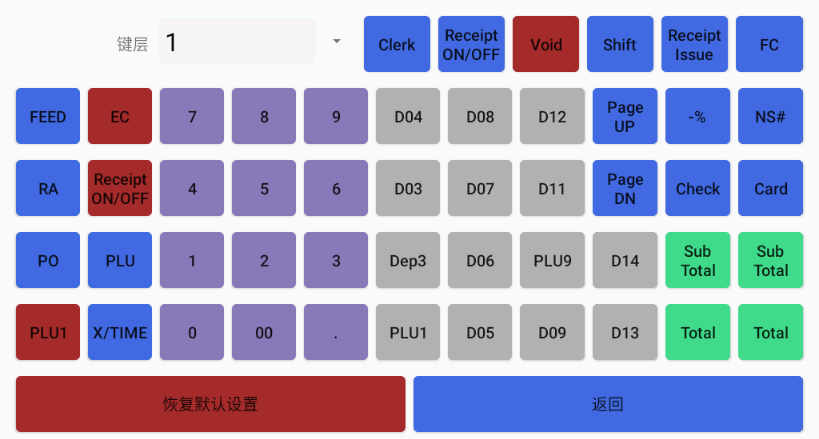 键层 1 Clerk Receipt ON/OFF Void Shift Receipt Issue FC
FEED EC 7 8 9 D04 D08 D12 Page UP -% NS#
RA Receipt ON/OFF 4 5 6 D03 D07 D11 Page DN Check Card
PO PLU 1 2 3 Dep3 D06 PLU9 D14 Sub Total Sub Total
PLU1 X/TIME 0 00 . PLU1 D05 D09 D13 Total Total
恢复默认设置 返回